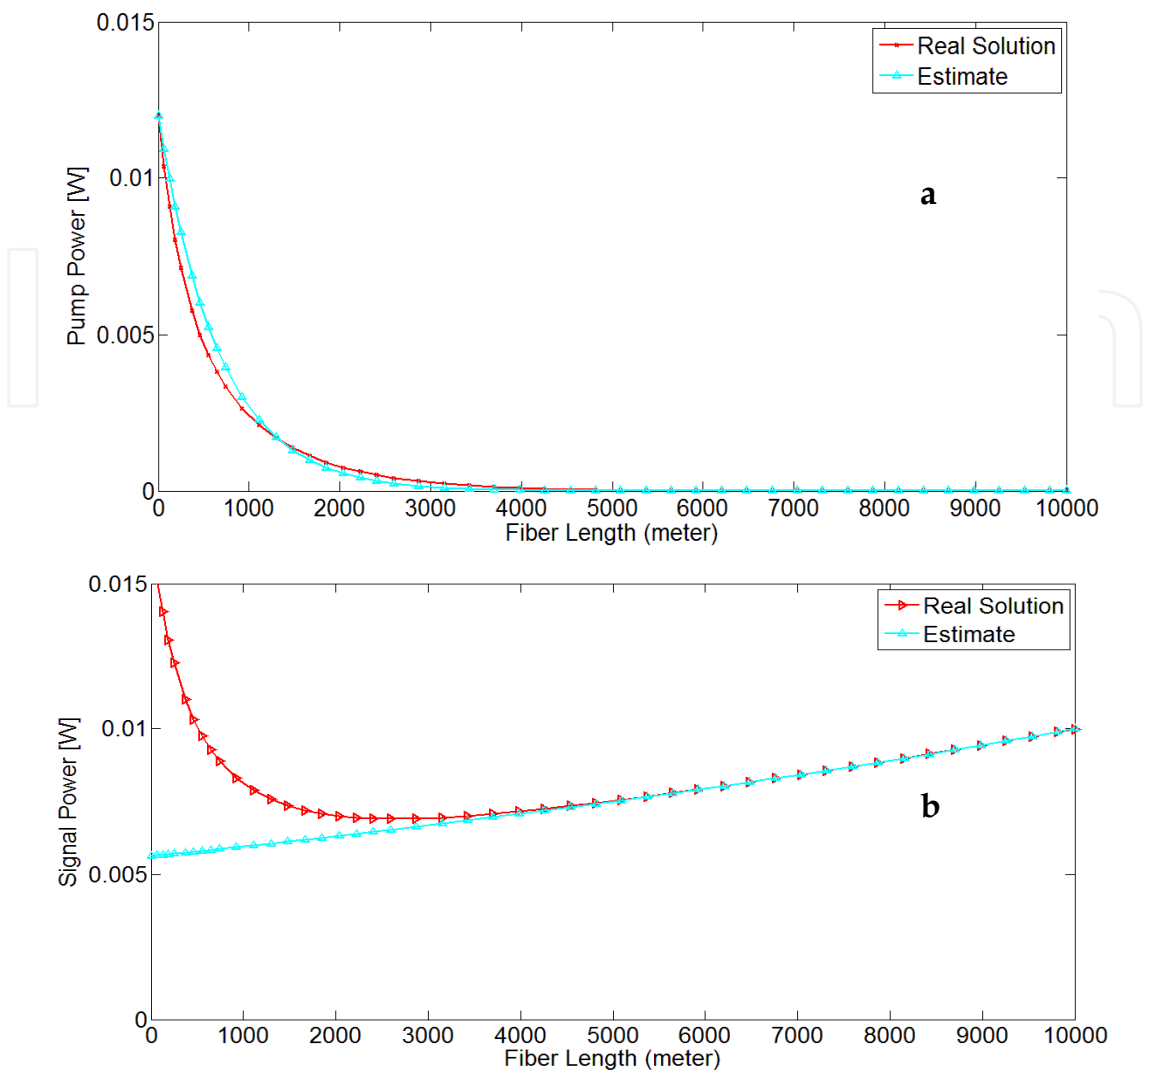 0.015
Real Solution
Estimate
0.01
a
Pump Power [W]
0.005
0
0 1000 2000 3000 4000 5000 6000 7000 8000 9000 10000
Fiber Length (meter)
0.015
Real Solution
Estimate
0.01
b
Signal Power [W]
0.005
0
0 1000 2000 3000 4000 5000 6000 7000 8000 9000 10000
Fiber Length (meter)